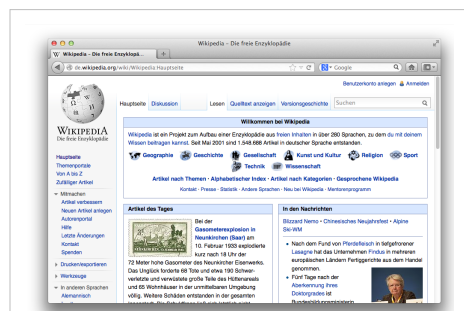 Wikipedia – Die freie Enzyklopädie
Wikipedia – Die freie Enzyklopä...
de.wikipedia.org/wiki/Wikipedia:Hauptseite
Google
Benutzerkonto anlegen Anmelden
Hauptseite Diskussion Lesen Quelltext anzeigen Versionsgeschichte Suchen
WIKIPEDIA
Die freie Enzyklopädie
Hauptseite
Themenportale
Von A bis Z
Zufälliger Artikel
Mitmachen
Artikel verbessern
Neuen Artikel anlegen
Autorenportal
Hilfe
Letzte Änderungen
Kontakt
Spenden
Drucken/exportieren
Werkzeuge
In anderen Sprachen
Alemannisch
Willkommen bei Wikipedia
Wikipedia ist ein Projekt zum Aufbau einer Enzyklopädie aus freien Inhalten in über 280 Sprachen, zu dem du mit deinem
Wissen beitragen kannst. Seit Mai 2001 sind 1.548.688 Artikel in deutscher Sprache entstanden.
Geographie Geschichte Gesellschaft Kunst und Kultur Religion Sport
Technik Wissenschaft
Artikel nach Themen · Alphabetischer Index · Artikel nach Kategorien · Gesprochene Wikipedia
Kontakt · Presse · Statistik · Andere Sprachen · Neu bei Wikipedia · Mentorenprogramm
Artikel des Tages
Bei der
Gasometerexplosion in
Neunkirchen (Saar) am
10. Februar 1933 explodierte
kurz nach 18 Uhr der
72 Meter hohe Gasometer des Neunkircher Eisenwerks.
Das Unglück forderte 68 Tote und etwa 190 Schwer-
verletzte und verwüstete große Teile des Hüttenareals
und 65 Wohnhäuser in der unmittelbaren Umgebung
völlig. Weitere Schäden entstanden in der gesamten
In den Nachrichten
Blizzard Nemo · Chinesisches Neujahrsfest · Alpine
Ski-WM
Nach dem Fund von Pferdefleisch in tiefgefrorener
Lasagne hat das Unternehmen Findus in mehreren
europäischen Ländern Fertiggerichte aus dem Handel
genommen.
Fünf Tage nach der
Aberkennung ihres
Doktorgrades ist
Bundesbildungsministerin